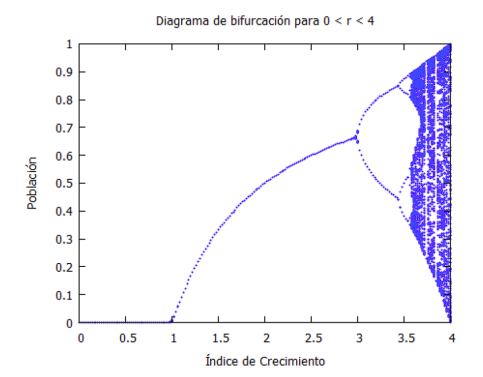 Diagrama de bifurcación para 0 < r < 4
1
0.9
0.8
0.7
0.6
0.5
0.4
0.3
0.2
0.1
0
Población
0 0.5 1 1.5 2 2.5 3 3.5 4
Índice de Crecimiento